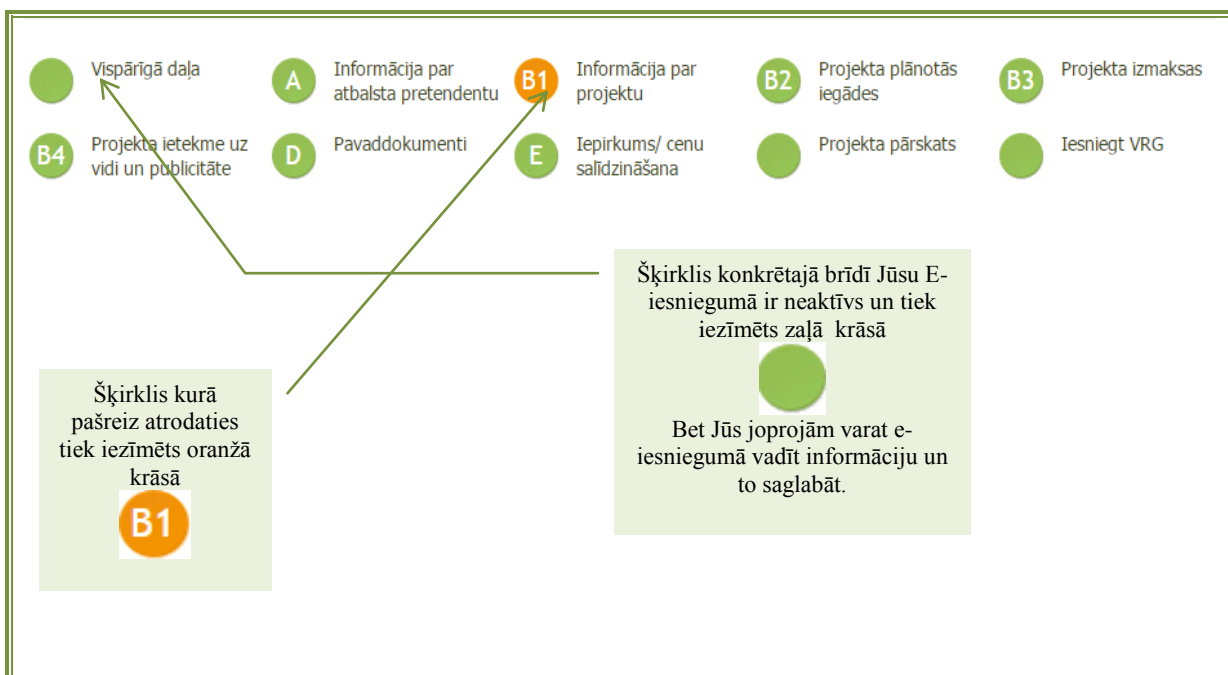 Vispārīgā daļa
A
Informācija par
atbalsta pretendentu
B1
Informācija par
projektu
B2
Projekta plānotās
iegādes
B3
Projekta izmaksas
B4
Projekta ietekme uz
vidi un publicitāte
D
Pavaddokumenti
E
Iepirkums/ cenu
salīdzināšana
Projekta pārskats
Iesniegt VRG
Šķirklis konkrētajā brīdī Jūsu E-
iesniegumā ir neaktīvs un tiek
iezīmēts zaļā krāsā
Bet Jūs joprojām varat e-
iesniegumā vadīt informāciju un
to saglabāt.
Šķirklis kurā
pašreiz atrodaties
tiek iezīmēts oranžā
krāsā
B1